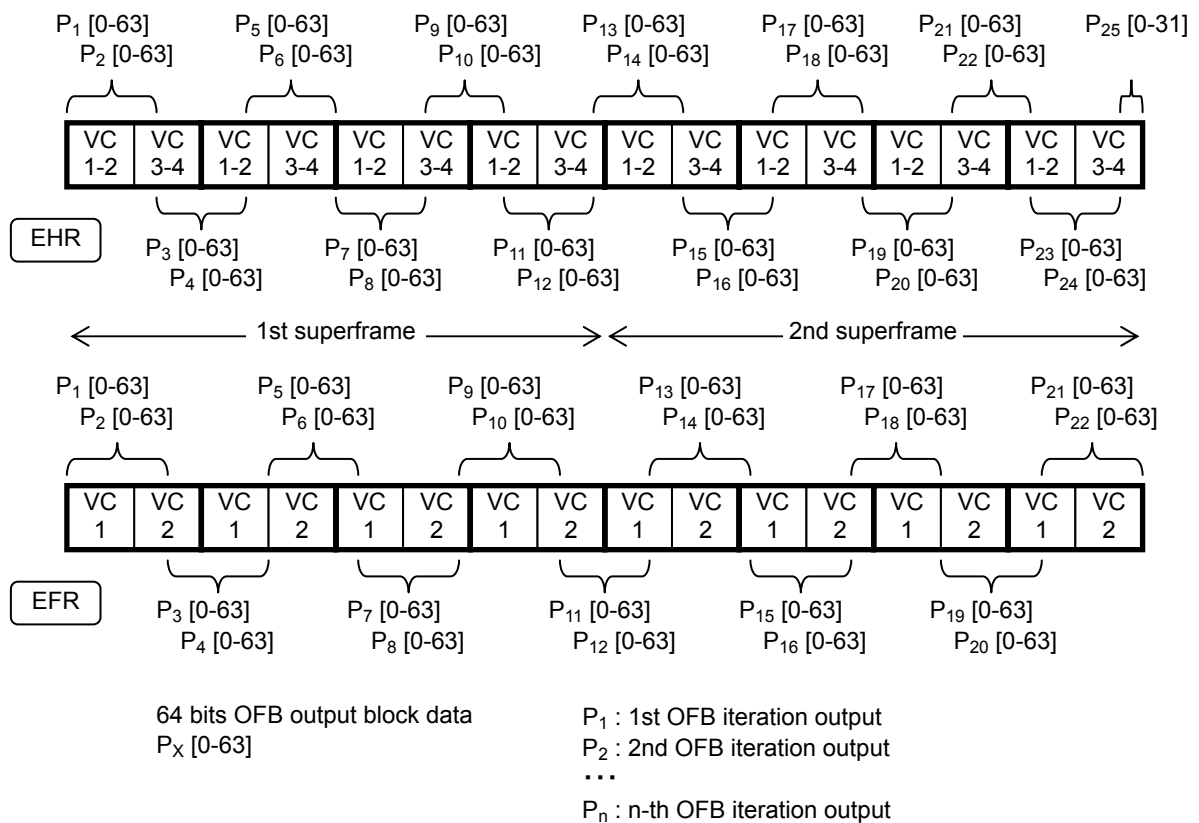 P₁ [0-63] P₅ [0-63] P₉ [0-63] P₁₃ [0-63] P₁₇ [0-63] P₂₁ [0-63] P₂₅ [0-31]
P₂ [0-63] P₆ [0-63] P₁₀ [0-63] P₁₄ [0-63] P₁₈ [0-63] P₂₂ [0-63]
VC VC VC VC VC VC VC VC VC VC VC VC VC VC VC VC
1-2 3-4 1-2 3-4 1-2 3-4 1-2 3-4 1-2 3-4 1-2 3-4 1-2 3-4 1-2 3-4
EHR
P₃ [0-63] P₇ [0-63] P₁₁ [0-63] P₁₅ [0-63] P₁₉ [0-63] P₂₃ [0-63]
P₄ [0-63] P₈ [0-63] P₁₂ [0-63] P₁₆ [0-63] P₂₀ [0-63] P₂₄ [0-63]
1st superframe 2nd superframe
P₁ [0-63] P₅ [0-63] P₉ [0-63] P₁₃ [0-63] P₁₇ [0-63] P₂₁ [0-63]
P₂ [0-63] P₆ [0-63] P₁₀ [0-63] P₁₄ [0-63] P₁₈ [0-63] P₂₂ [0-63]
VC VC VC VC VC VC VC VC VC VC VC VC VC VC VC VC
1 2 1 2 1 2 1 2 1 2 1 2 1 2 1 2
EFR
P₃ [0-63] P₇ [0-63] P₁₁ [0-63] P₁₅ [0-63] P₁₉ [0-63]
P₄ [0-63] P₈ [0-63] P₁₂ [0-63] P₁₆ [0-63] P₂₀ [0-63]
64 bits OFB output block data
Pₓ [0-63]
P₁ : 1st OFB iteration output
P₂ : 2nd OFB iteration output
...
Pₙ : n-th OFB iteration output